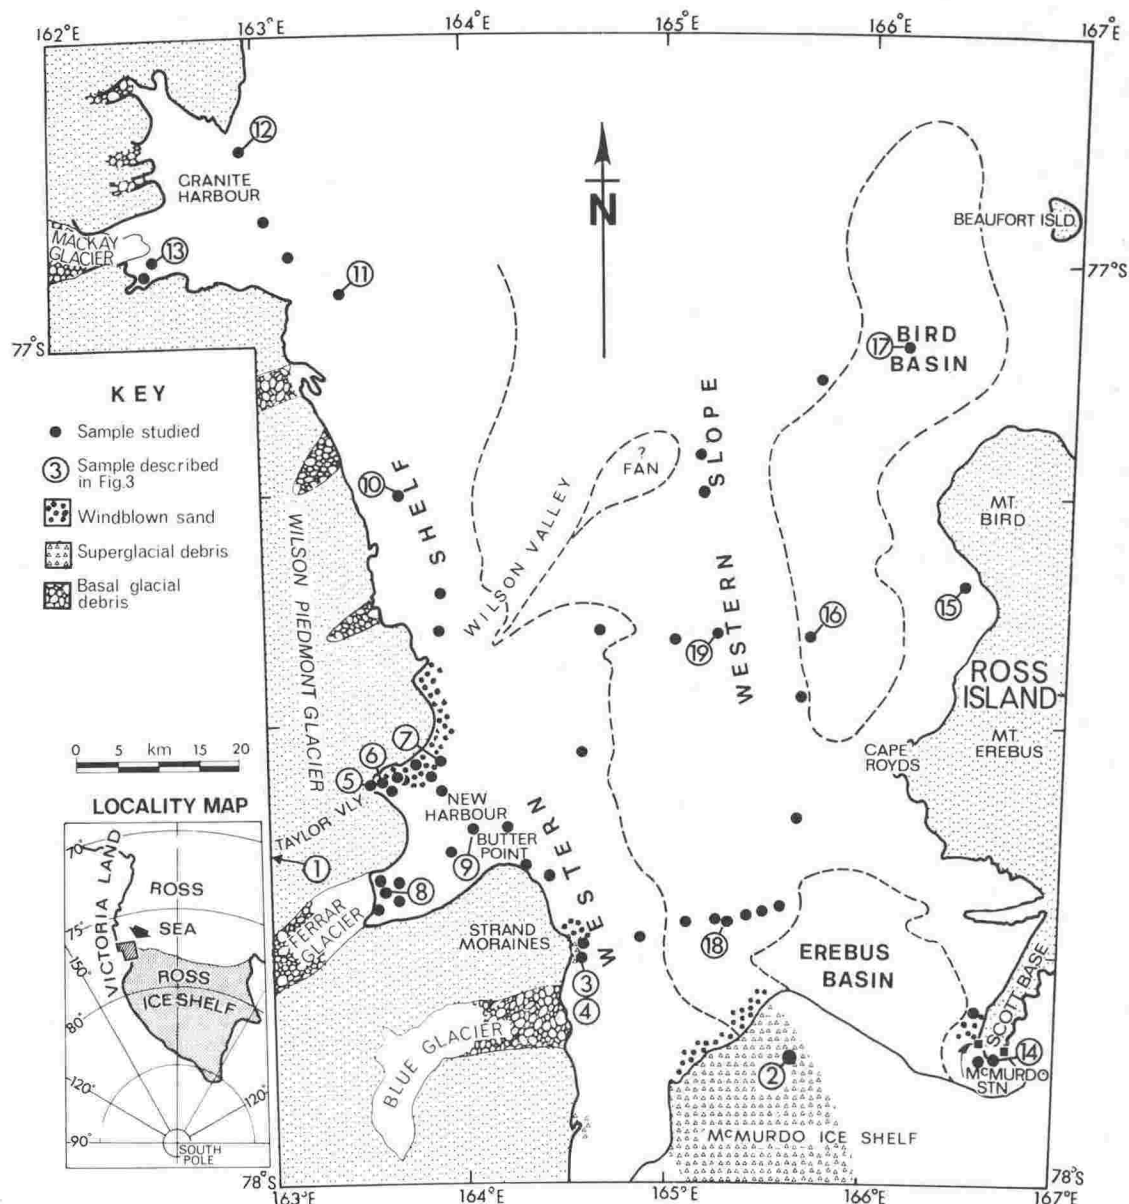 162°E
163°E
164°E
165°E
166°E
167°E
12
GRANITE
HARBOUR
MACKAY
GLACIER
13
11
77°S
BEAUFORT ISLD
77°S
17
BIRD
BASIN
KEY
Sample studied
3
Sample described
in Fig.3
Windblown sand
Superglacial debris
Basal glacial
debris
10
SHELF
WESTERN
SLOPE
?
FAN
WILSON VALLEY
WILSON PIEDMONT GLACIER
MT.
BIRD
15
16
19
WESTERN
ROSS
ISLAND
MT.
EREBUS
CAPE
ROYDS
0 5 km 15 20
7
6
5
NEW
HARBOUR
TAYLOR VLY
BUTTER
POINT
9
1
8
FERRAR
GLACIER
STRAND
MORAINES
3
4
18
EREBUS
BASIN
SCOTT BASE
14
McMURDO
STN
2
BLUE GLACIER
McMURDO ICE SHELF
LOCALITY MAP
VICTORIA LAND
70°
75°
150°
80°
120°
90°
120°
ROSS
SEA
ROSS
ICE SHELF
SOUTH
POLE
78°S
163°E
164°E
165°E
166°E
78°S
167°E